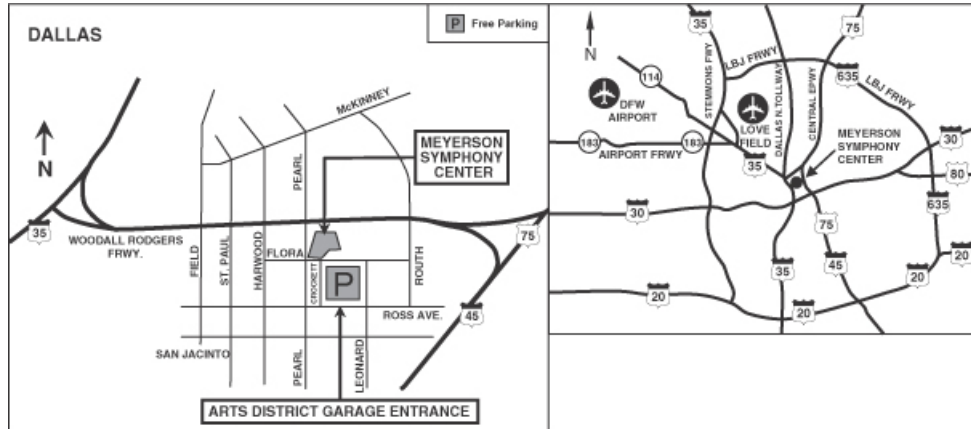 DALLAS
P Free Parking
N
McKINNEY
MEYERSON
SYMPHONY
CENTER
PEARL
35
WOODALL RODGERS
FRWY.
FIELD
ST. PAUL
HARWOOD
FLORA
CROCKETT
P
ROUTH
75
ROSS AVE.
45
SAN JACINTO
PEARL
LEONARD
ARTS DISTRICT GARAGE ENTRANCE
N
35
75
STEMMONS FWY
LBJ FRWY
114
635
LBJ FRWY
DFW
AIRPORT
DALLAS N.TOLLWAY
CENTRAL EPWY
LOVE
FIELD
MEYERSON
SYMPHONY
CENTER
183
183
AIRPORT FRWY
35
30
80
635
30
75
35
45
20
20
20
20